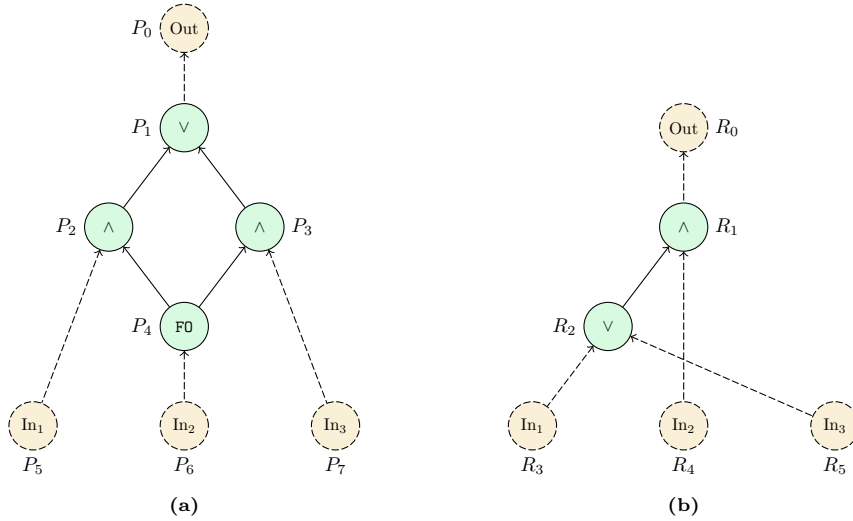 P₀ Out
Out R₀
P₁ ∨
P₂ ∧ ∧ P₃
∧ R₁
P₄ FO
R₂ ∨
In₁ In₂ In₃
In₁ In₂ In₃
P₅ P₆ P₇
R₃ R₄ R₅
(a)
(b)